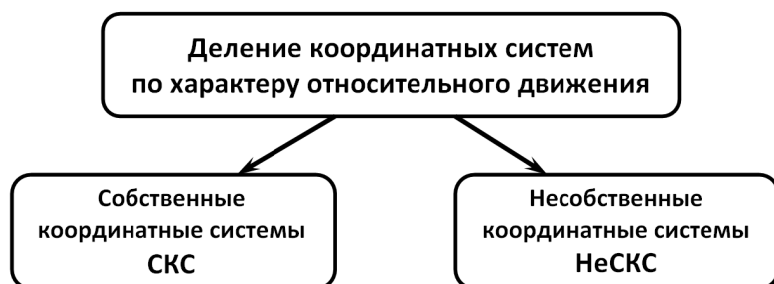 Деление координатных систем
по характеру относительного движения
Собственные
координатные системы
СКС
Несобственные
координатные системы
НеСКС